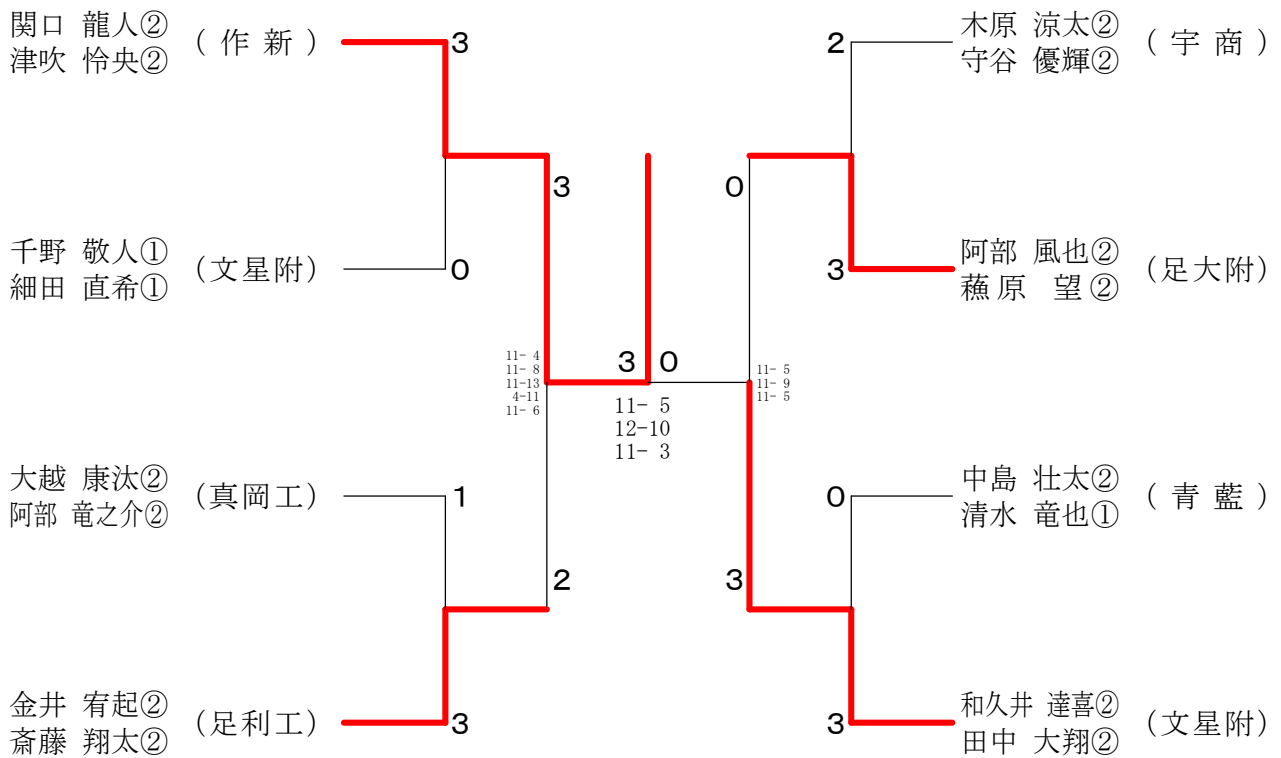 関口 龍人②
津吹 怜央②
(作新)
3
千野 敬人①
細田 直希①
(文星附)
0
3
大越 康汰②
阿部 竜之介②
(真岡工)
1
金井 宥起②
斎藤 翔太②
(足利工)
3
2
11- 4
11- 8
11-13
4-11
11- 6
3 0
11- 5
12-10
11- 3
木原 涼太②
守谷 優輝②
(宇商)
2
阿部 風也②
蘓原 望②
(足大附)
3
0
11- 5
11- 9
11- 5
中島 壮太②
清水 竜也①
(青藍)
0
和久井 達喜②
田中 大翔②
(文星附)
3
3